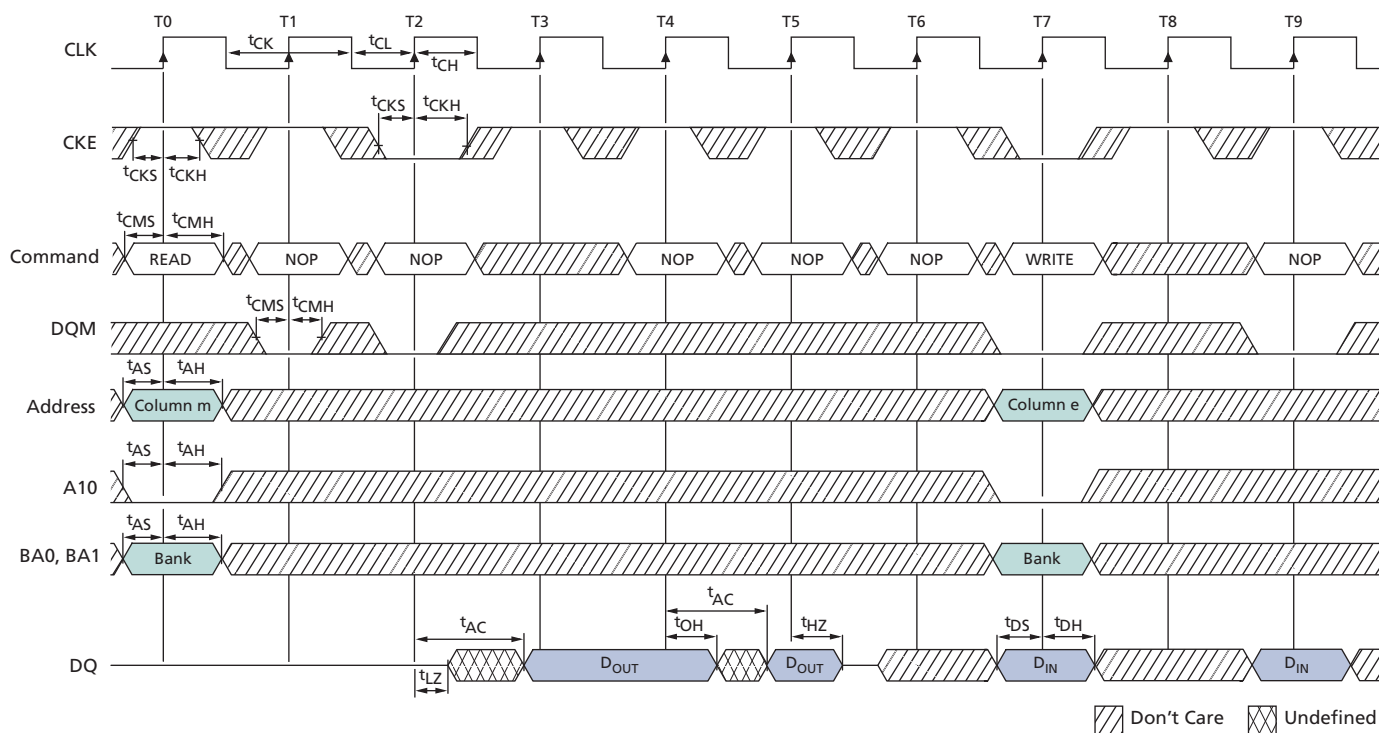 T0 T1 T2 T3 T4 T5 T6 T7 T8 T9
CLK
tCK tCL
tCH
tCKS tCKH
CKE
tCKS tCKH
tCMS tCMH
Command READ NOP NOP NOP NOP NOP WRITE NOP
tCMS tCMH
DQM
tAS tAH
Address Column m Column e
tAS tAH
A10
tAS tAH
BA0, BA1 Bank Bank
tAC
tAC tOH tHZ tDS tDH
DQ DOUT DOUT DIN DIN
tLZ
Don't Care Undefined